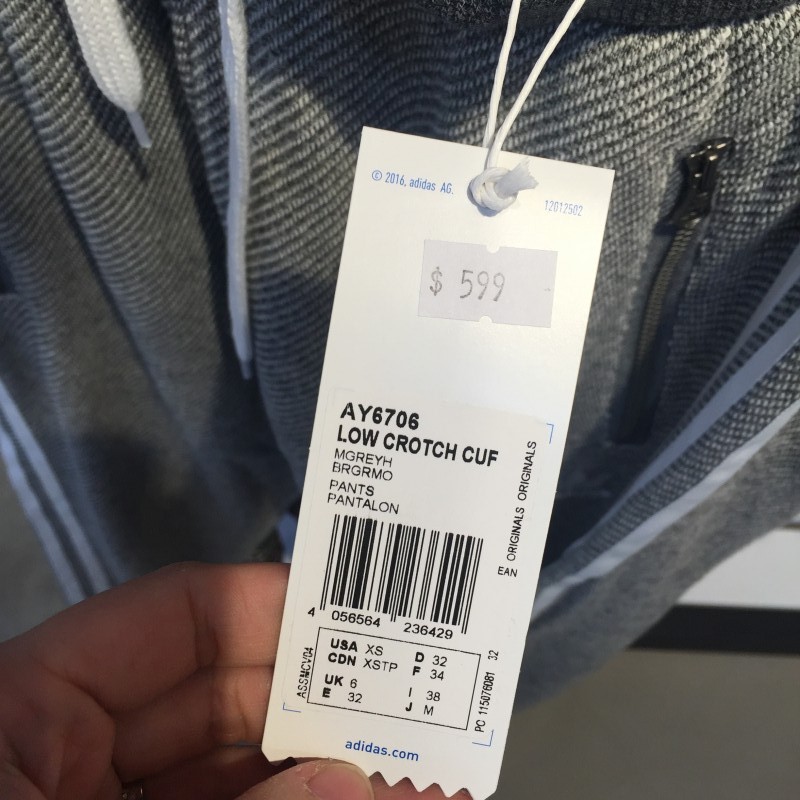 © 2016, adidas AG.
12012502
$ 599
AY6706
LOW CROTCH CUF
MGREYH
BRGRMO
PANTS
PANTALON
ORIGINALS ORIGINALS
EAN
4 056564 236429
ASSMCV04
USA XS D 32
CDN XSTP F 34
UK 6 I 38
E 32 J M
PC 115076081 32
adidas.com